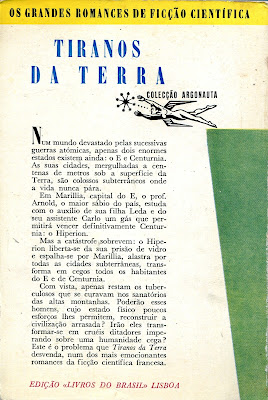 OS GRANDES ROMANCES DE FICÇÃO CIENTÍFICA
TIRANOS
DA TERRA
COLECÇÃO ARGONAUTA
NUM mundo devastado pelas sucessivas
guerras atómicas, apenas dois enormes
estados existem ainda: o E e Centurnia.
As suas cidades, mergulhadas a cen-
tenas de metros sob a superfície da
Terra, são colossos subterrâneos onde
a vida nunca pára.
Em Marillia, capital do E, o prof.
Arnold, o maior sábio do país, estuda
com o auxílio de sua filha Leda e do
seu assistente Carlo um gás que per-
mitirá vencer definitivamente Centur-
nia: o Hiperion.
Mas a catástrofe sobrevem: o Hipe-
rion liberta-se da sua prisão de vidro
e espalha-se por Marillia, alastra por
todas as cidades subterrâneas, trans-
forma em cegos todos os habitantes
do E e de Centurnia.
Com vista, apenas restam os tuber-
culosos que se curavam nos sanatórios
das altas montanhas. Poderão esses
homens, cujo estado físico poucos
esforços lhes permitem, reconstruir a
civilização arrasada? Irão eles trans-
formar-se em cruéis ditadores impe-
rando sobre uma humanidade cega?
Este é o problema que Tiranos da Terra
desvenda, num dos mais emocionantes
romances da ficção científica francesa.
EDIÇÃO «LIVROS DO BRASIL» LISBOA